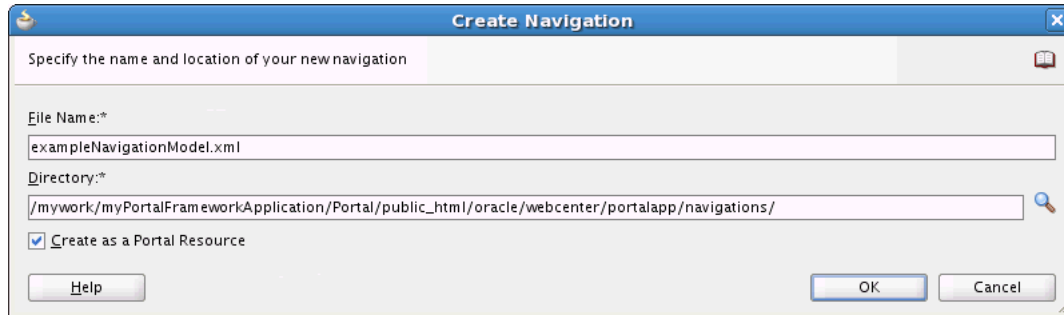 Create Navigation
Specify the name and location of your new navigation
File Name:*
exampleNavigationModel.xml
Directory:*
/mywork/myPortalFrameworkApplication/Portal/public_html/oracle/webcenter/portalapp/navigations/
Create as a Portal Resource
Help OK Cancel